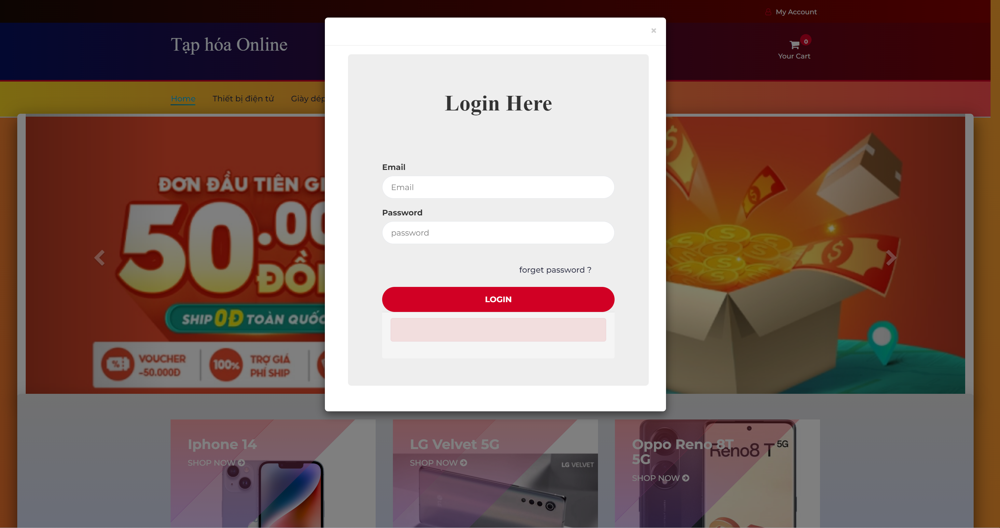 My Account
Tạp hóa Online
0
Your Cart
×
Home
Thiết bị điện tử
Giày dép
Login Here
Email
Email
Password
password
forget password ?
LOGIN
ĐƠN ĐẦU TIÊN
50.00
SHIP 0Đ TOÀN QUỐC
VOUCHER
-50.000Đ
100%
TRỢ GIÁ
PHÍ SHIP
Iphone 14
SHOP NOW
LG Velvet 5G
SHOP NOW
LG VELVET
Oppo Reno 8T
5G
SHOP NOW
Reno8 T 5G